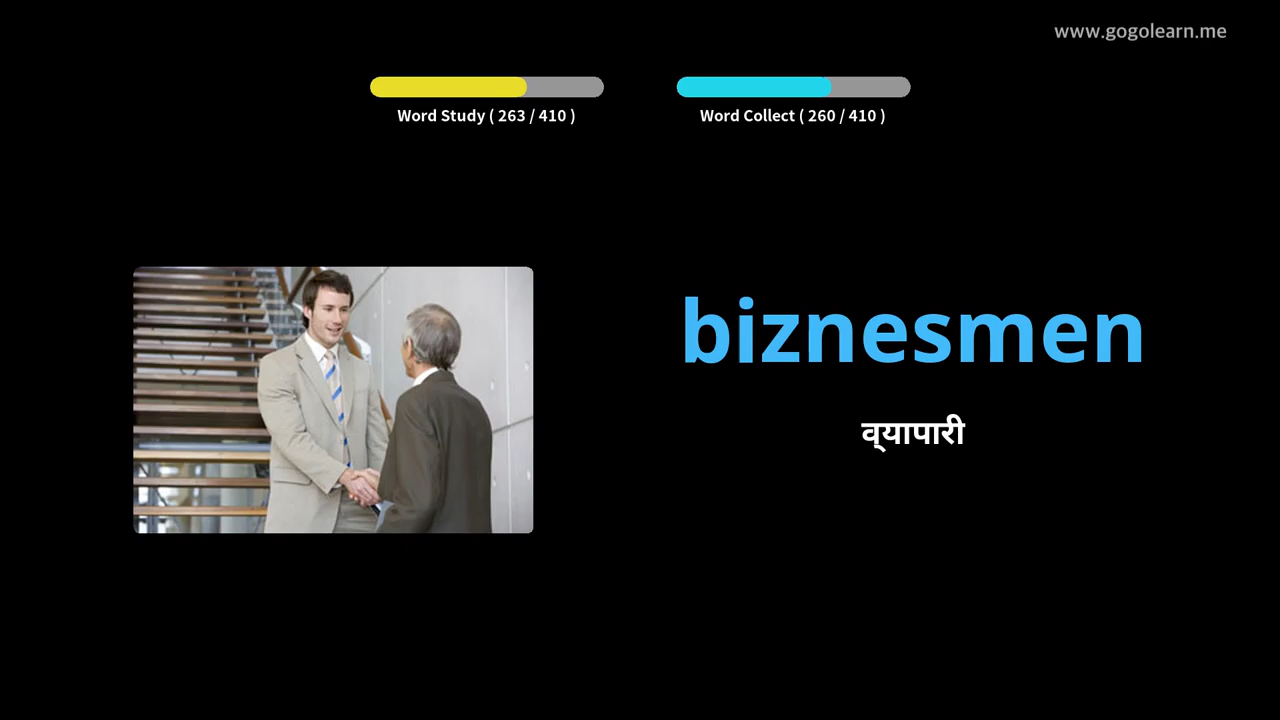 www.gogolearn.me
Word Study ( 263 / 410 )
Word Collect ( 260 / 410 )
biznesmen
व्यापारी